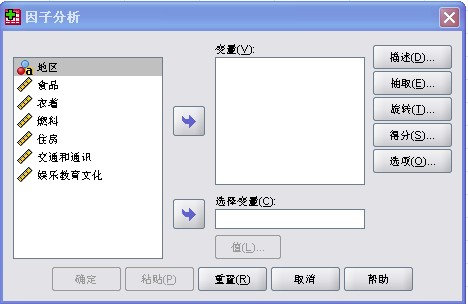 因子分析
地区
食品
衣着
燃料
住房
交通和通讯
娱乐教育文化
变量(V):
选择变量(C):
值(L)...
描述(D)...
抽取(E)...
旋转(T)...
得分(S)...
选项(O)...
确定
粘贴(P)
重置(R)
取消
帮助